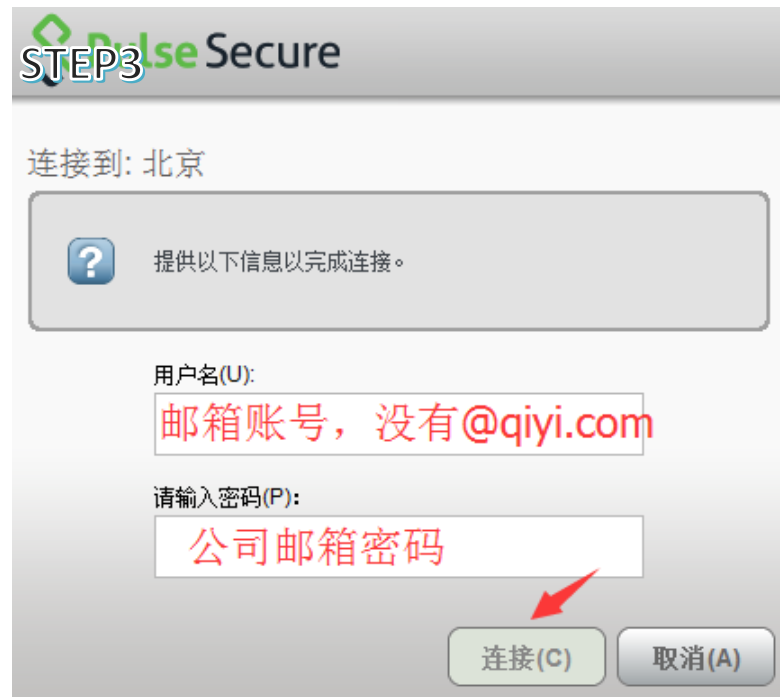 STEP3
Pulse Secure
连接到: 北京
提供以下信息以完成连接。
用户名(U):
邮箱账号，没有@qiyi.com
请输入密码(P):
公司邮箱密码
连接(C)
取消(A)